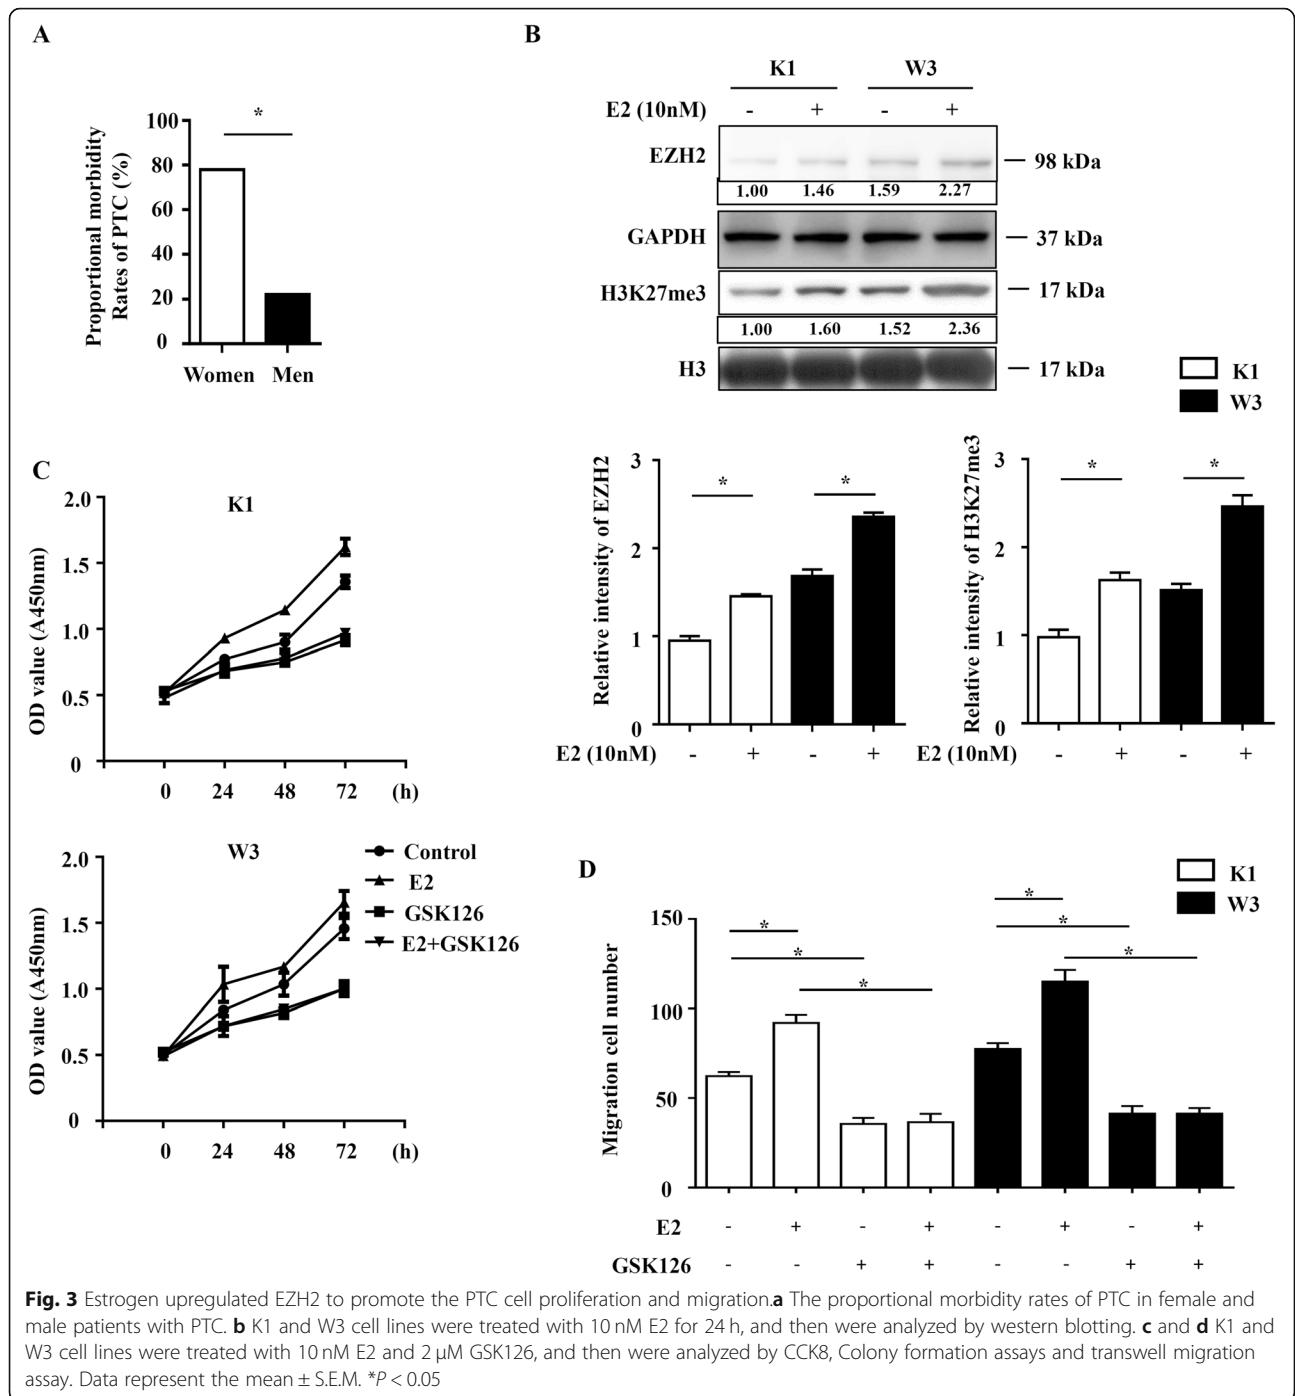 A
Proportional morbidity
Rates of PTC (%)
100
80
60
40
20
0
*
Women Men
B
K1 W3
E2 (10nM) - + - +
EZH2 98 kDa
1.00 1.46 1.59 2.27
GAPDH 37 kDa
H3K27me3 17 kDa
1.00 1.60 1.52 2.36
H3 17 kDa
K1
W3
Relative intensity of EZH2
3
2
1
0
* *
E2 (10nM) - + - +
Relative intensity of H3K27me3
3
2
1
0
* *
E2 (10nM) - + - +
C
K1
OD value (A450nm)
2.0
1.5
1.0
0.5
0
0 24 48 72 (h)
W3
OD value (A450nm)
2.0
1.5
1.0
0.5
0
0 24 48 72 (h)
Control
E2
GSK126
E2+GSK126
D
K1
W3
Migration cell number
150
100
50
0
* * *
* * *
E2 - + - + - + - +
GSK126 - - + + - - + +
Fig. 3 Estrogen upregulated EZH2 to promote the PTC cell proliferation and migration.a The proportional morbidity rates of PTC in female and
male patients with PTC. b K1 and W3 cell lines were treated with 10 nM E2 for 24 h, and then were analyzed by western blotting. c and d K1 and
W3 cell lines were treated with 10 nM E2 and 2 μM GSK126, and then were analyzed by CCK8, Colony formation assays and transwell migration
assay. Data represent the mean ± S.E.M. *P < 0.05